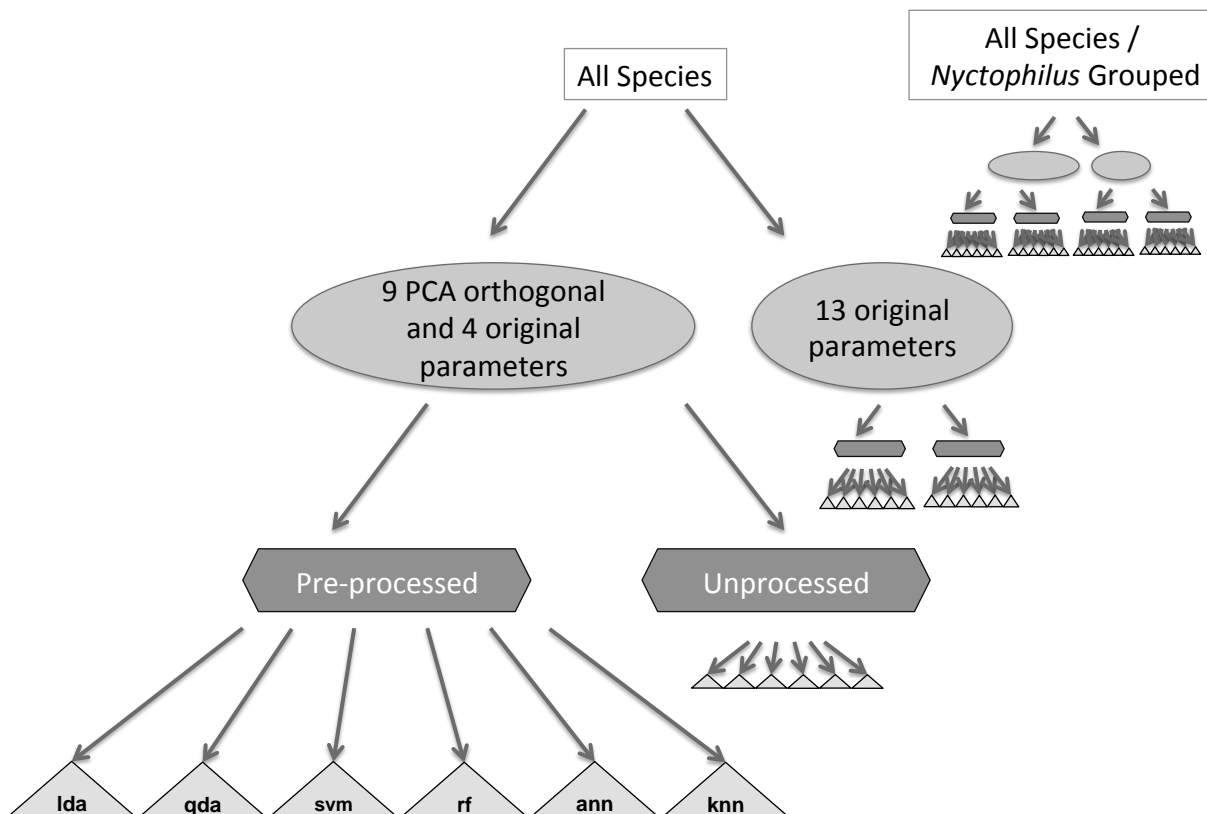 All Species
All Species /
Nyctophilus Grouped
9 PCA orthogonal
and 4 original
parameters
13 original
parameters
Pre-processed
Unprocessed
lda
qda
svm
rf
ann
knn